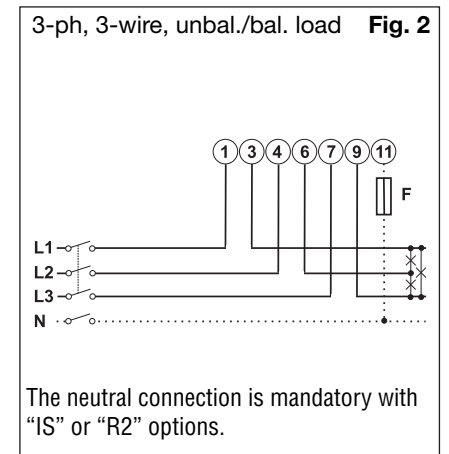 3-ph, 3-wire, unbal./bal. load Fig. 2
1 3 4 6 7 9 11
F
L1
L2
L3
N
The neutral connection is mandatory with
“IS” or “R2” options.